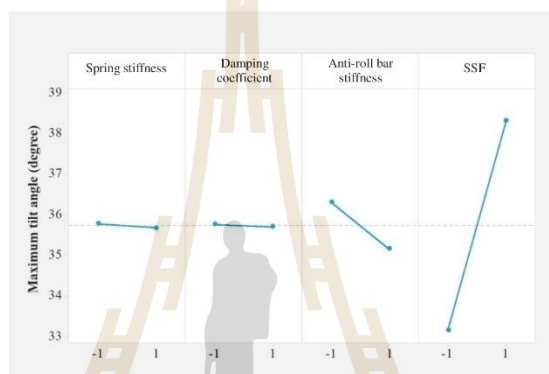 Spring stiffness
Damping
coefficient
Anti-roll bar
stiffness
SSF
Maximum tilt angle (degree)
39
38
37
36
35
34
33
-1 1 -1 1 -1 1 -1 1